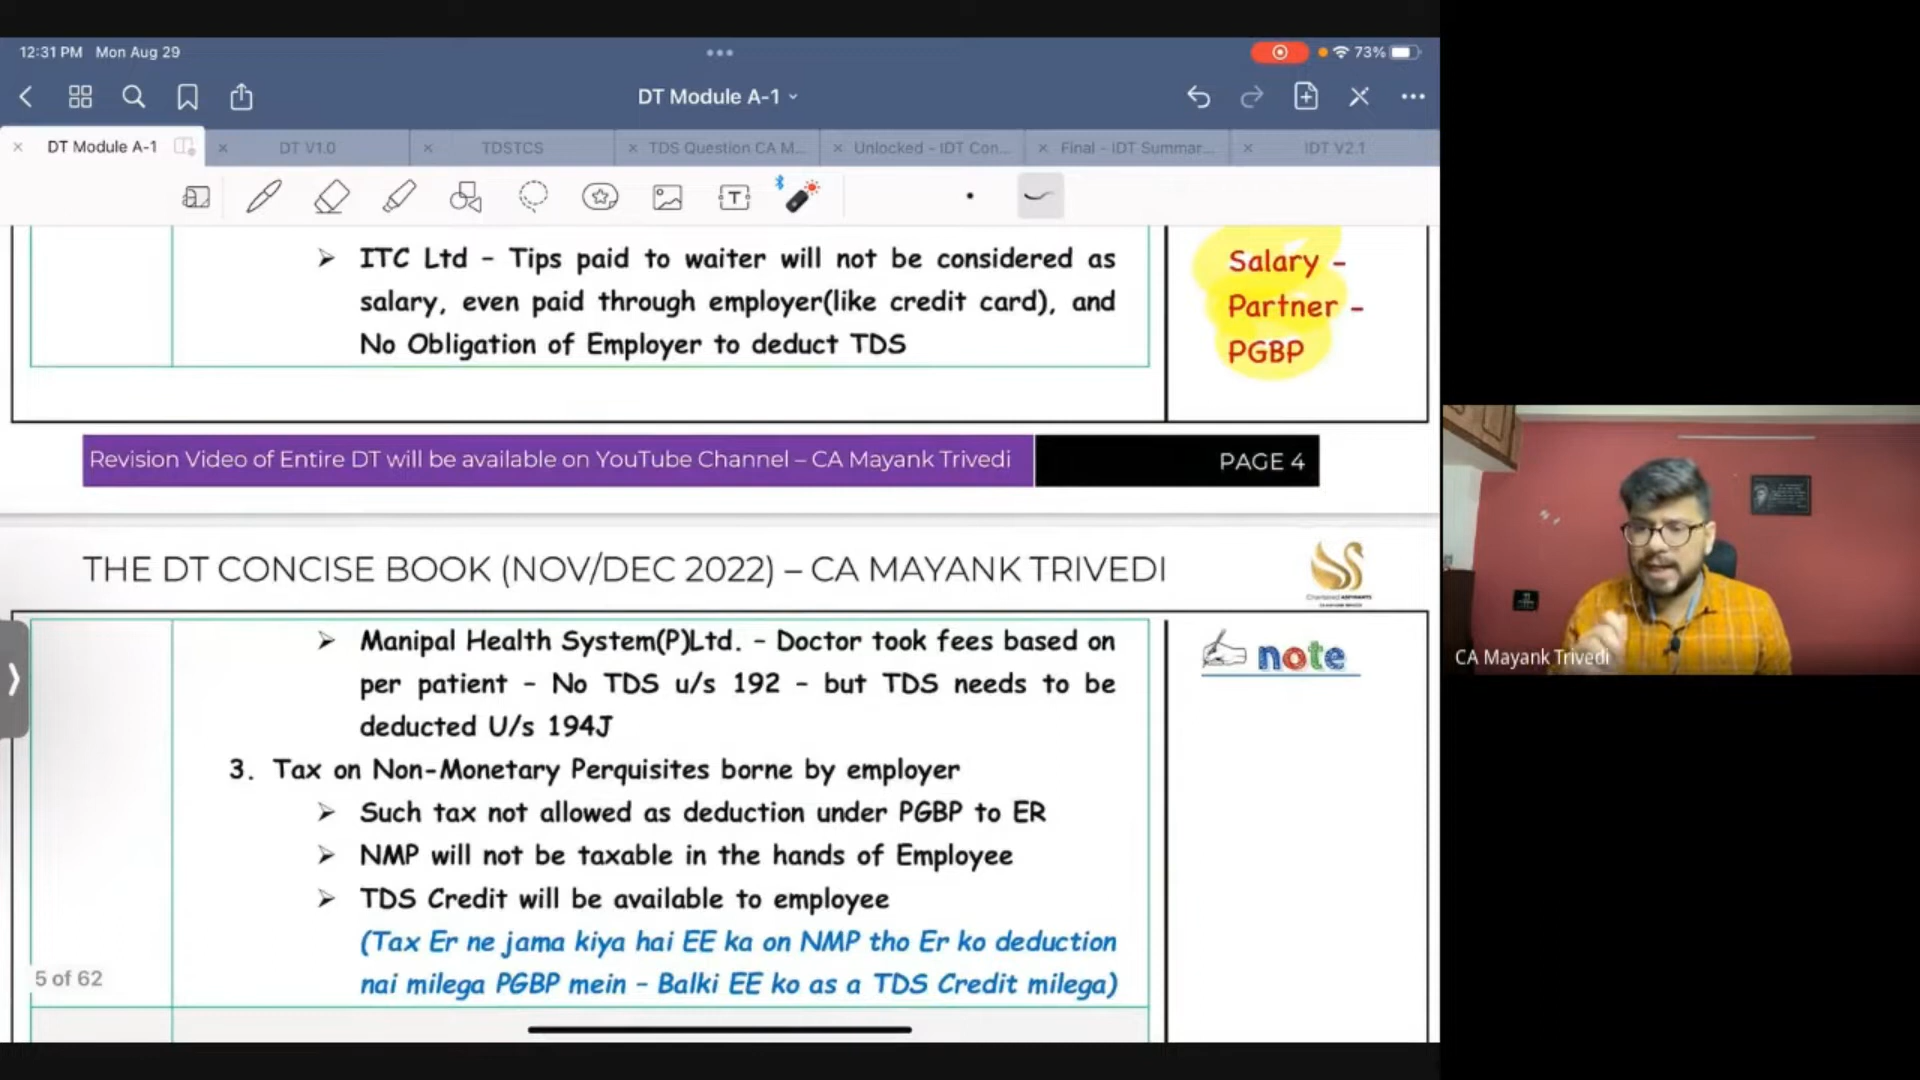 12:31 PM Mon Aug 29
73%
DT Module A-1
DT Module A-1
DT V1.0
TDSTCS
TDS Question CA M...
Unlocked - IDT Con...
Final - IDT Summar...
IDT V2.1
➢ ITC Ltd – Tips paid to waiter will not be considered as
salary, even paid through employer(like credit card), and
No Obligation of Employer to deduct TDS
Salary –
Partner –
PGBP
Revision Video of Entire DT will be available on YouTube Channel – CA Mayank Trivedi
PAGE 4
THE DT CONCISE BOOK (NOV/DEC 2022) – CA MAYANK TRIVEDI
➢ Manipal Health System(P)Ltd. – Doctor took fees based on
per patient – No TDS u/s 192 – but TDS needs to be
deducted U/s 194J
note
3. Tax on Non-Monetary Perquisites borne by employer
➢ Such tax not allowed as deduction under PGBP to ER
➢ NMP will not be taxable in the hands of Employee
➢ TDS Credit will be available to employee
(Tax Er ne jama kiya hai EE ka on NMP tho Er ko deduction
nai milega PGBP mein – Balki EE ko as a TDS Credit milega)
5 of 62
CA Mayank Trivedi